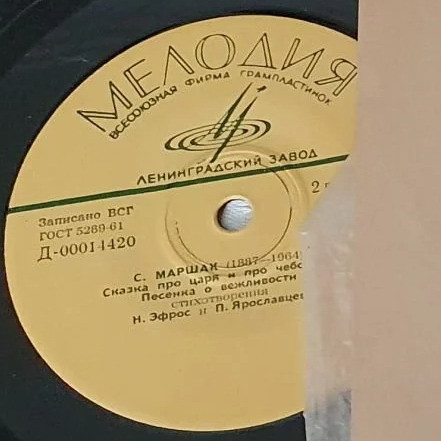 МЕЛОДИЯ
ВСЕСОЮЗНАЯ ФИРМА ГРАМПЛАСТИНОК
ЛЕНИНГРАДСКИЙ ЗАВОД
Записано ВСГ
ГОСТ 5289-61
Д-00014420
2
С. МАРШАК (1887-1964)
Сказка про царя и про
Песенка о вежливости
стихотворения
Н. Эфрос и П. Ярославцев